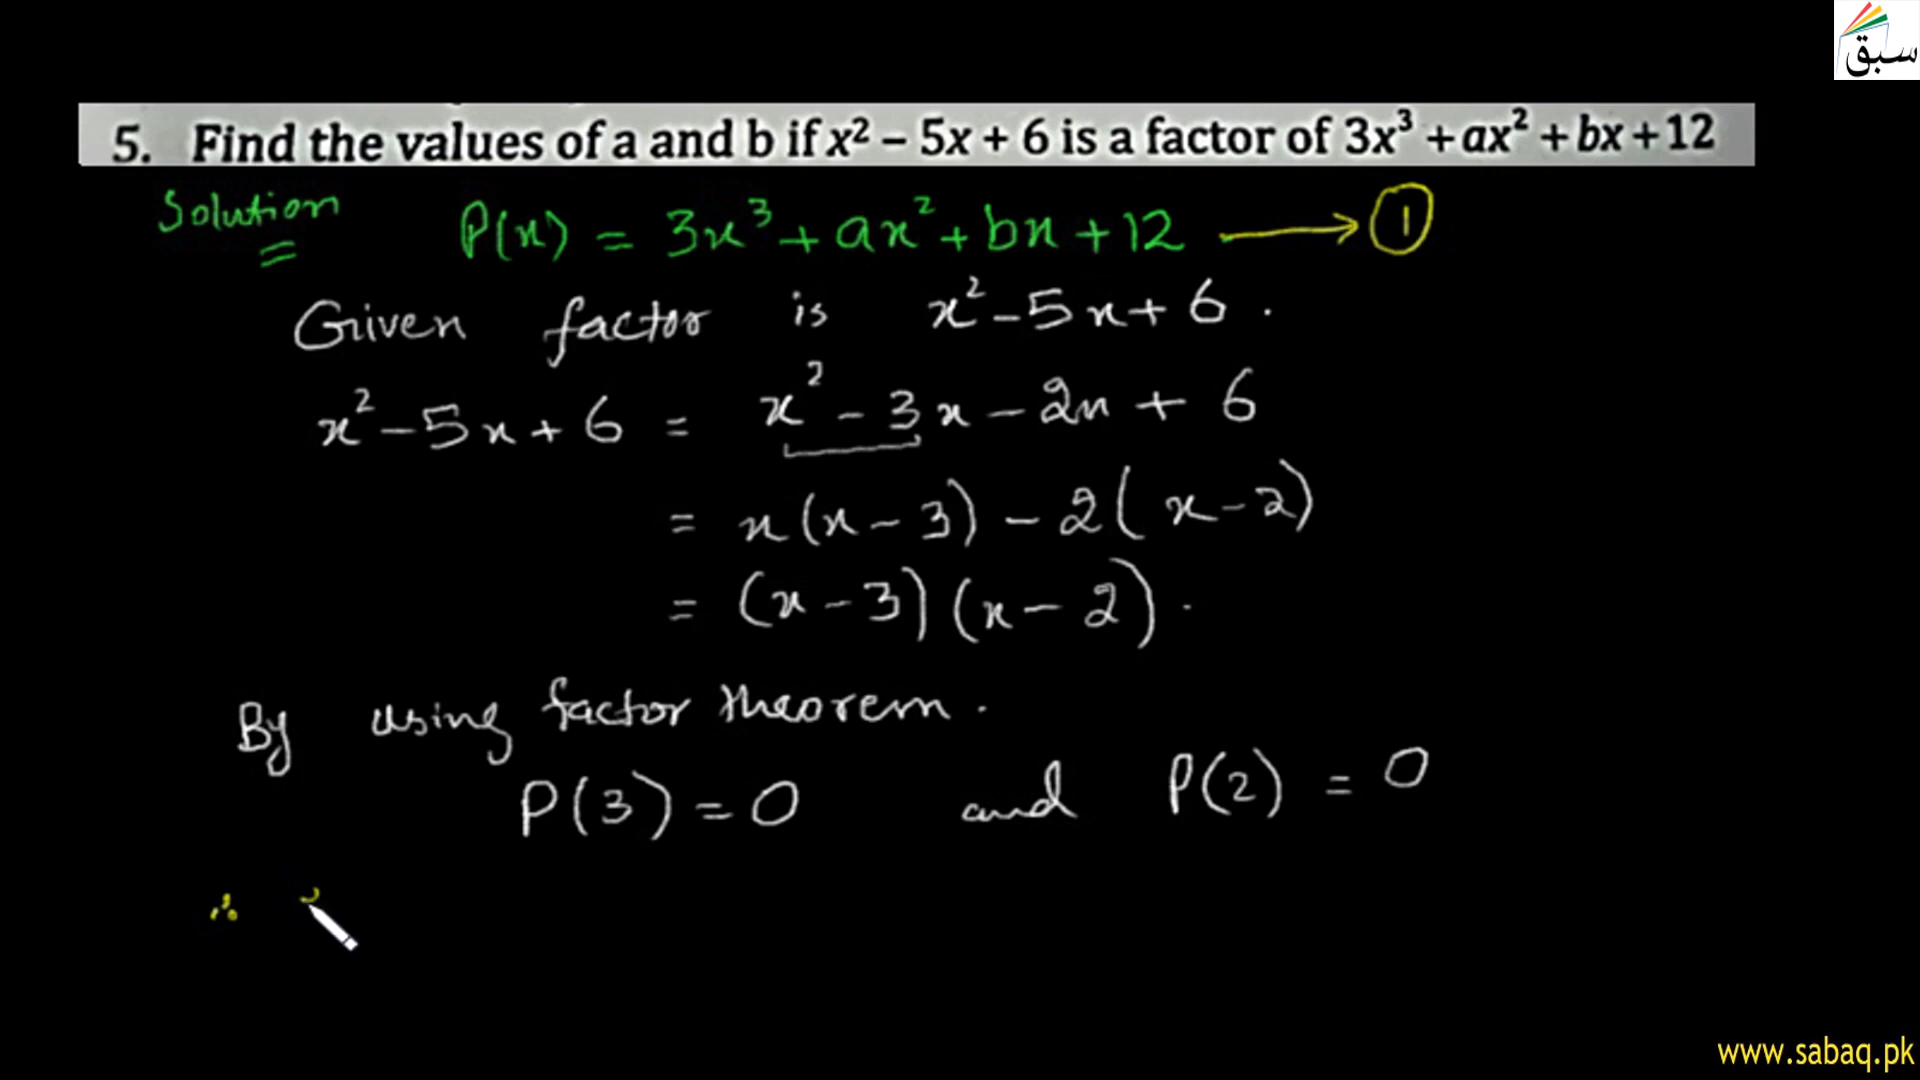 سبق
5. Find the values of a and b if x² – 5x + 6 is a factor of 3x³ + ax² + bx + 12
Solution
P(x) = 3x³ + ax² + bx + 12 → ①
Given factor is x² - 5x + 6 .
x² - 5x + 6 = x² - 3x - 2x + 6
= x(x - 3) - 2(x - 2)
= (x - 3)(x - 2) .
By using factor theorem .
P(3) = 0 and P(2) = 0
∴
www.sabaq.pk